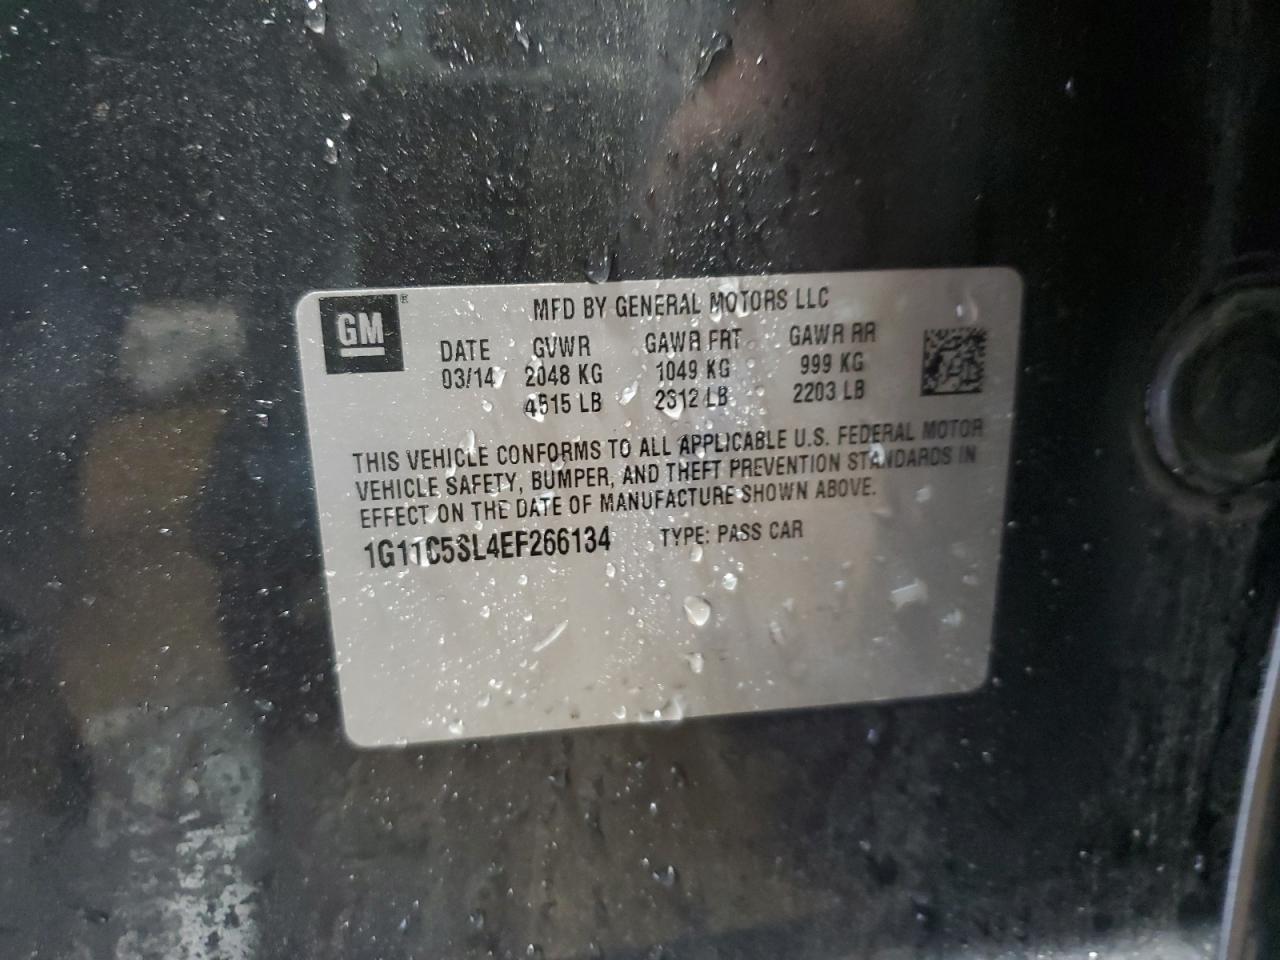 GM ®
MFD BY GENERAL MOTORS LLC
DATE GVWR GAWR FRT GAWR RR
03/14 2048 KG 1049 KG 999 KG
4515 LB 2312 LB 2203 LB
THIS VEHICLE CONFORMS TO ALL APPLICABLE U.S. FEDERAL MOTOR
VEHICLE SAFETY, BUMPER, AND THEFT PREVENTION STANDARDS IN
EFFECT ON THE DATE OF MANUFACTURE SHOWN ABOVE.
1G11C5SL4EF266134 TYPE: PASS CAR